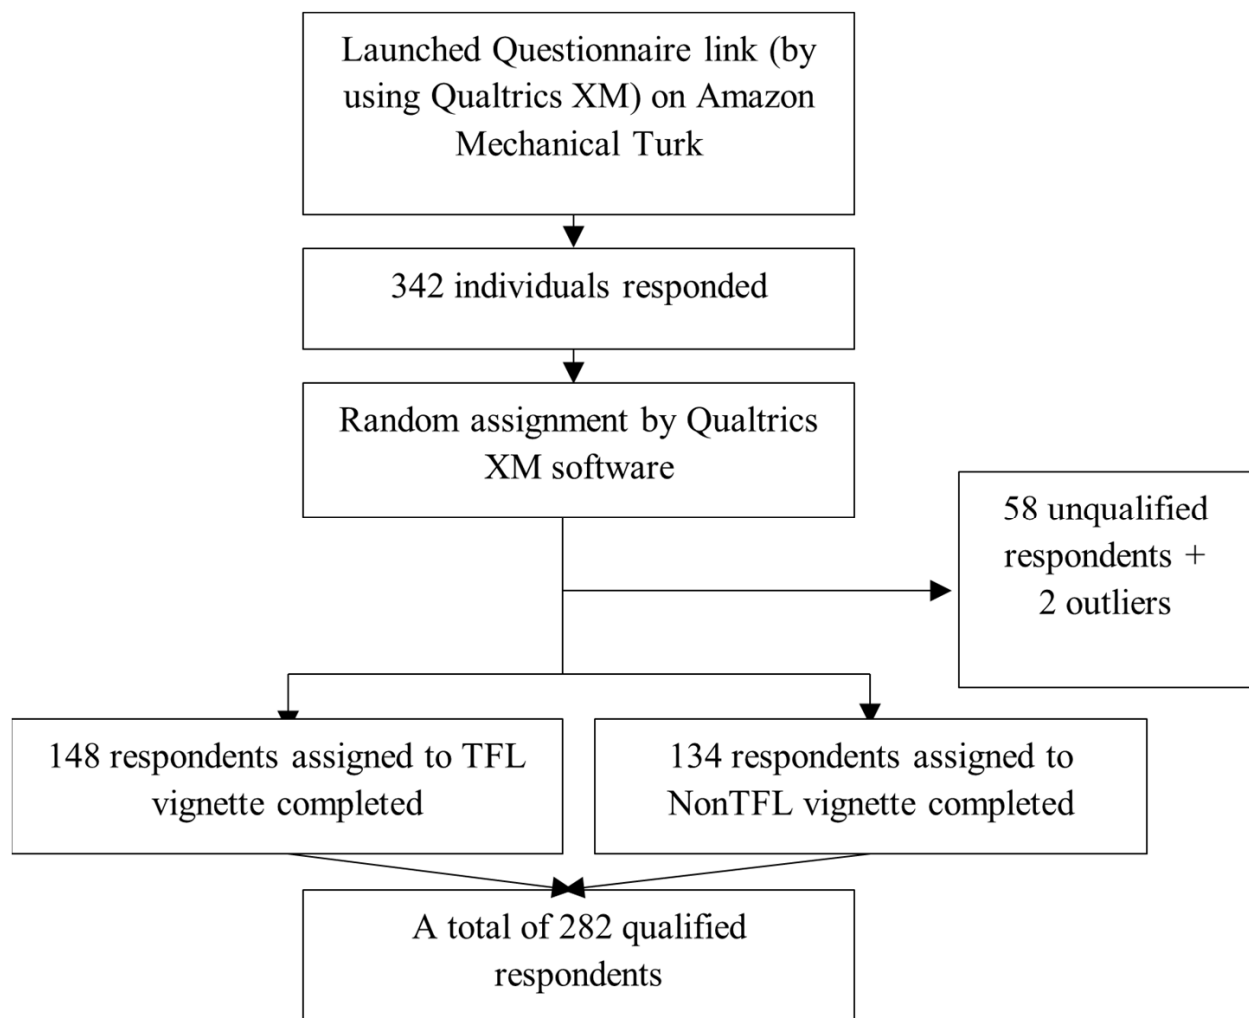 Launched Questionnaire link (by
using Qualtrics XM) on Amazon
Mechanical Turk
342 individuals responded
Random assignment by Qualtrics
XM software
58 unqualified
respondents +
2 outliers
148 respondents assigned to TFL
vignette completed
134 respondents assigned to
NonTFL vignette completed
A total of 282 qualified
respondents